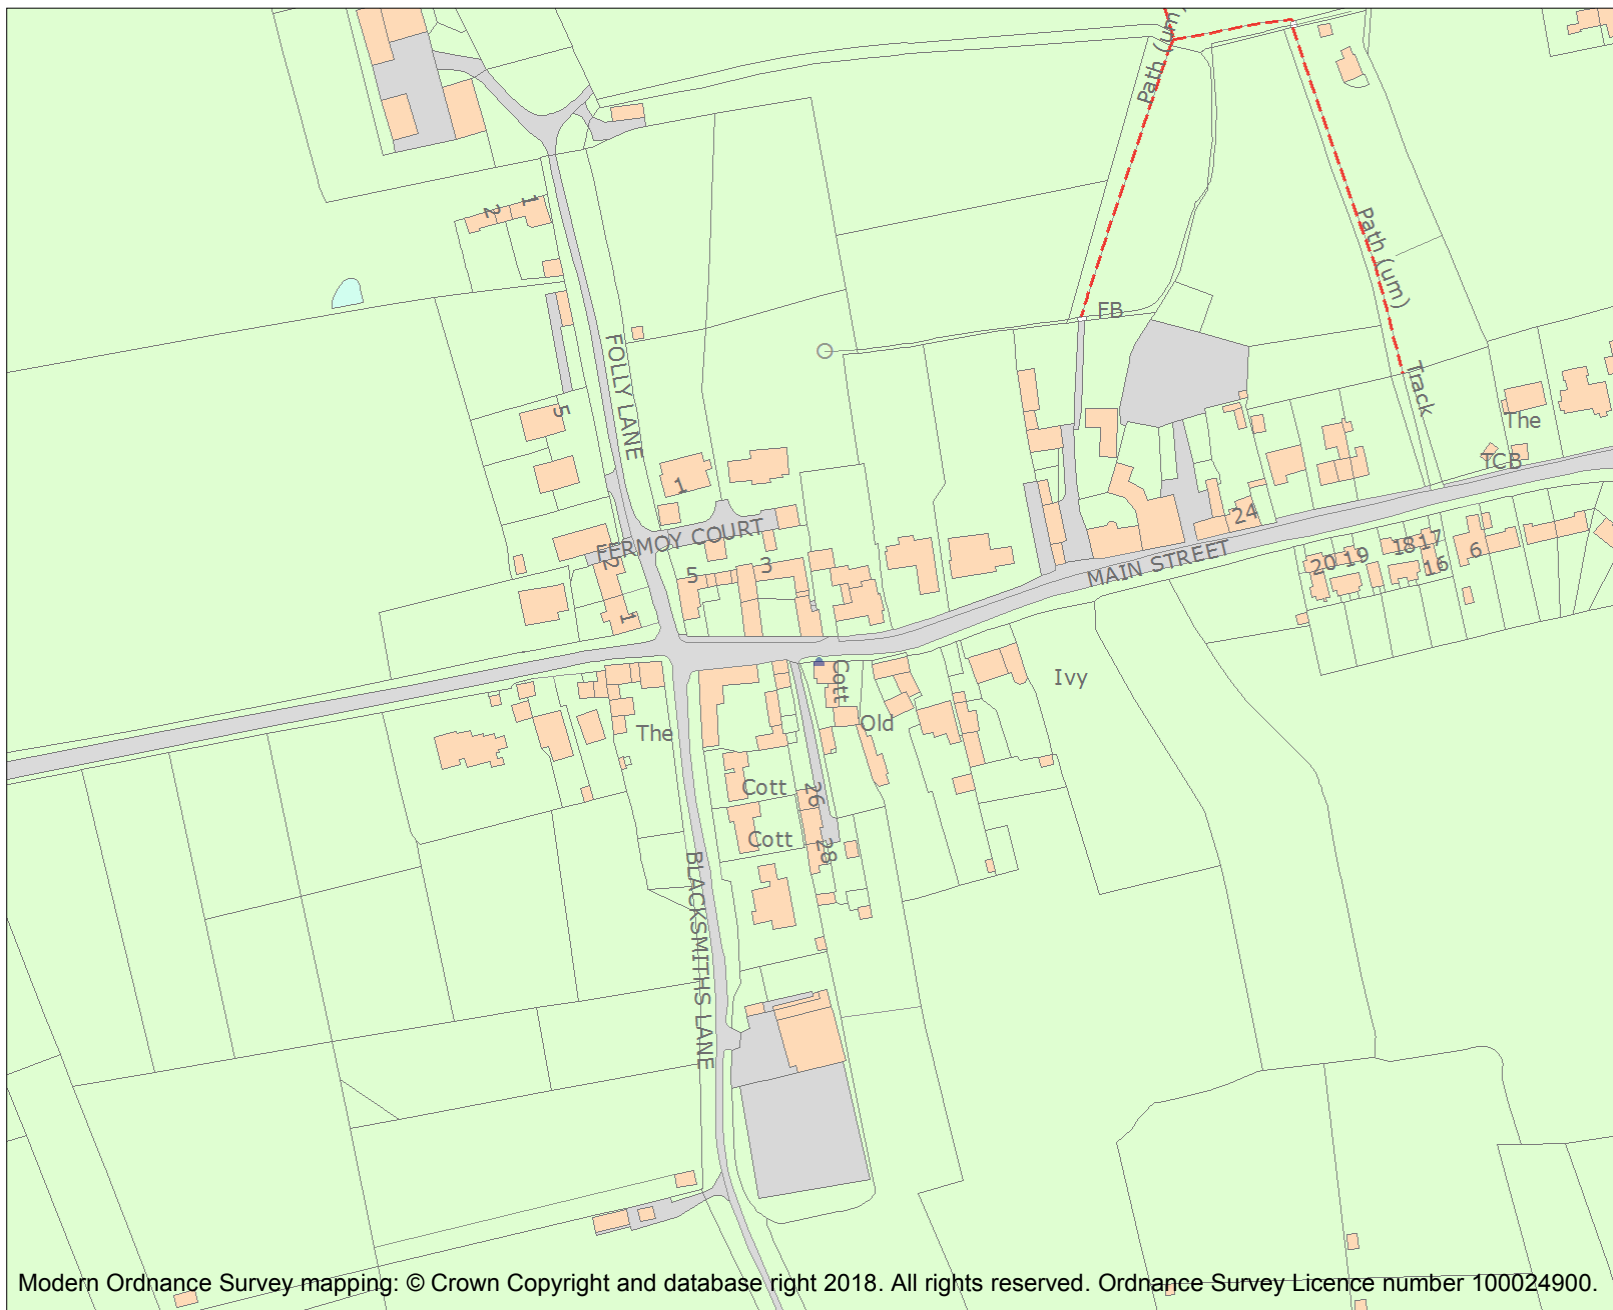 Path (um)
1
2
Path (um)
FB
FOLLY LANE
Track
5
The
TCB
1
24
FERMOY COURT
2
3
5
MAIN STREET
17
18
6
19
20
16
1
Cott
Ivy
Old
The
Cott
26
Cott
28
BLACKSMITHS LANE
Modern Ordnance Survey mapping: © Crown Copyright and database right 2018. All rights reserved. Ordnance Survey Licence number 100024900.